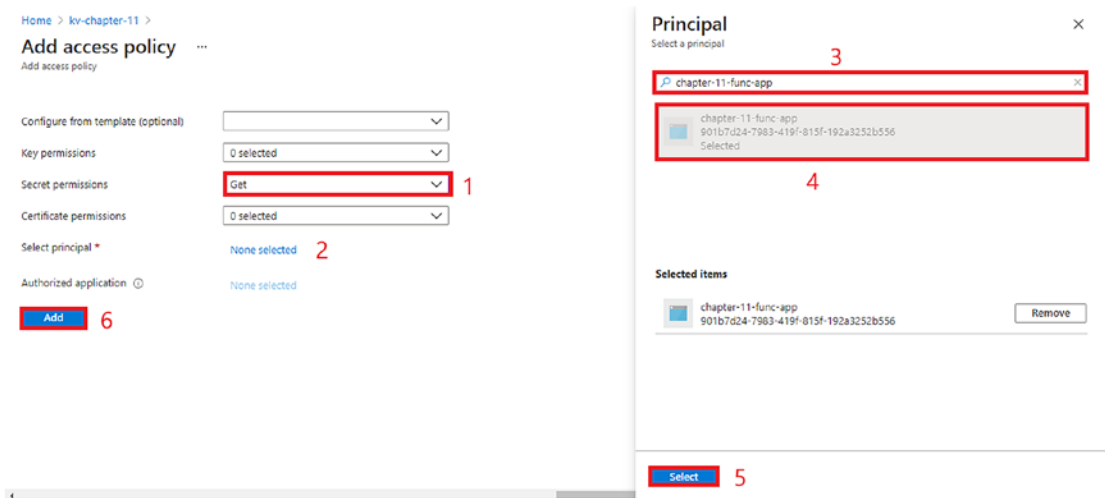 Home > kv-chapter-11 >
Add access policy ...
Add access policy
Configure from template (optional)
Key permissions 0 selected
Secret permissions Get 1
Certificate permissions 0 selected
Select principal * None selected 2
Authorized application None selected
Add 6
Principal
Select a principal
3
chapter-11-func-app
chapter-11-func-app
901b7d24-7983-419f-815f-192a3252b556
Selected
4
Selected items
chapter-11-func-app
901b7d24-7983-419f-815f-192a3252b556
Remove
Select 5